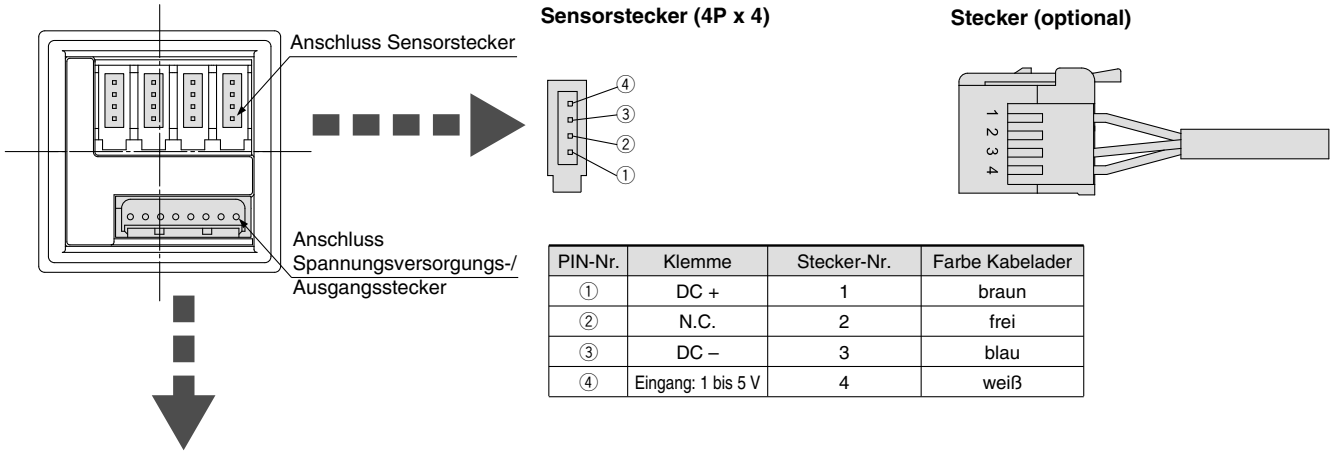 Sensorstecker (4P x 4)
Stecker (optional)
Anschluss Sensorstecker
④
③
②
①
1
2
3
4
Anschluss
Spannungsversorgungs-/
Ausgangsstecker
PIN-Nr. Klemme Stecker-Nr. Farbe Kabelader
① DC + 1 braun
② N.C. 2 frei
③ DC – 3 blau
④ Eingang: 1 bis 5 V 4 weiß